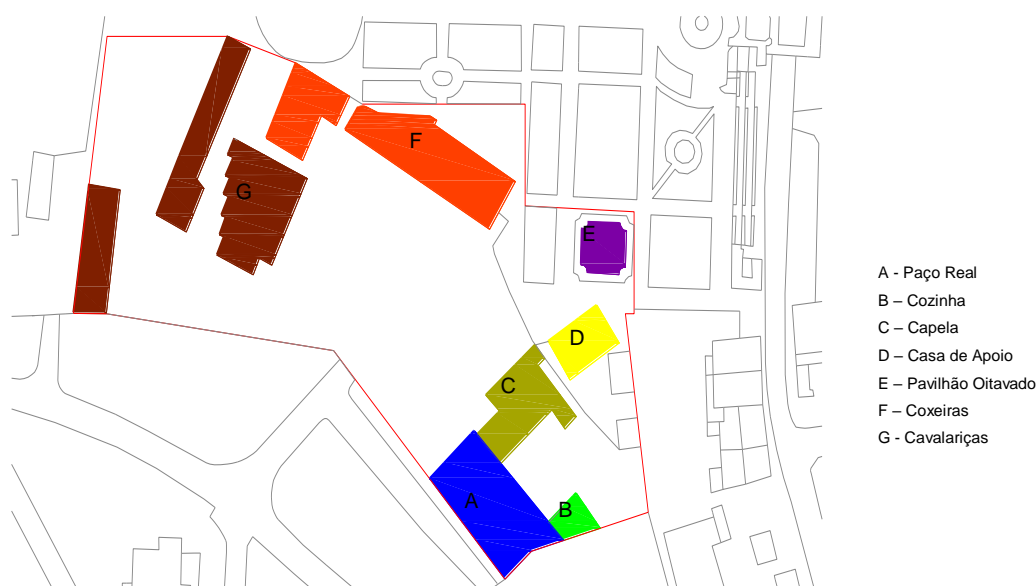 F
G
E
D
C
A
B
A - Paço Real
B – Cozinha
C – Capela
D – Casa de Apoio
E – Pavilhão Oitavado
F – Coxeiras
G - Cavalariças